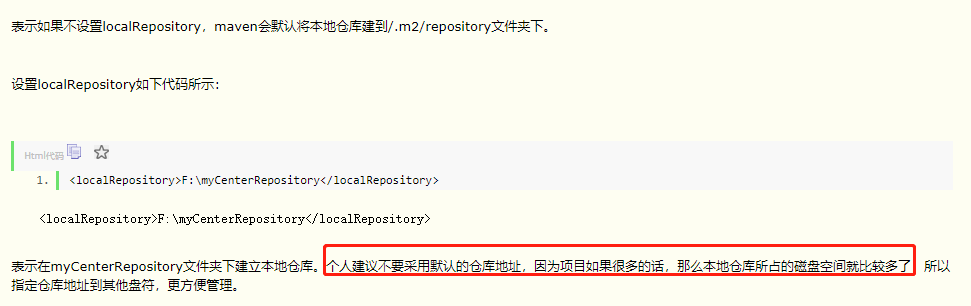 表示如果不设置localRepository，maven会默认将本地仓库建到/.m2/repository文件夹下。
设置localRepository如下代码所示：
Html代码
1. <localRepository>F:\myCenterRepository</localRepository>
<localRepository>F:\myCenterRepository</localRepository>
表示在myCenterRepository文件夹下建立本地仓库。个人建议不要采用默认的仓库地址，因为项目如果很多的话，那么本地仓库所占的磁盘空间就比较多了 所以
指定仓库地址到其他盘符，更方便管理。